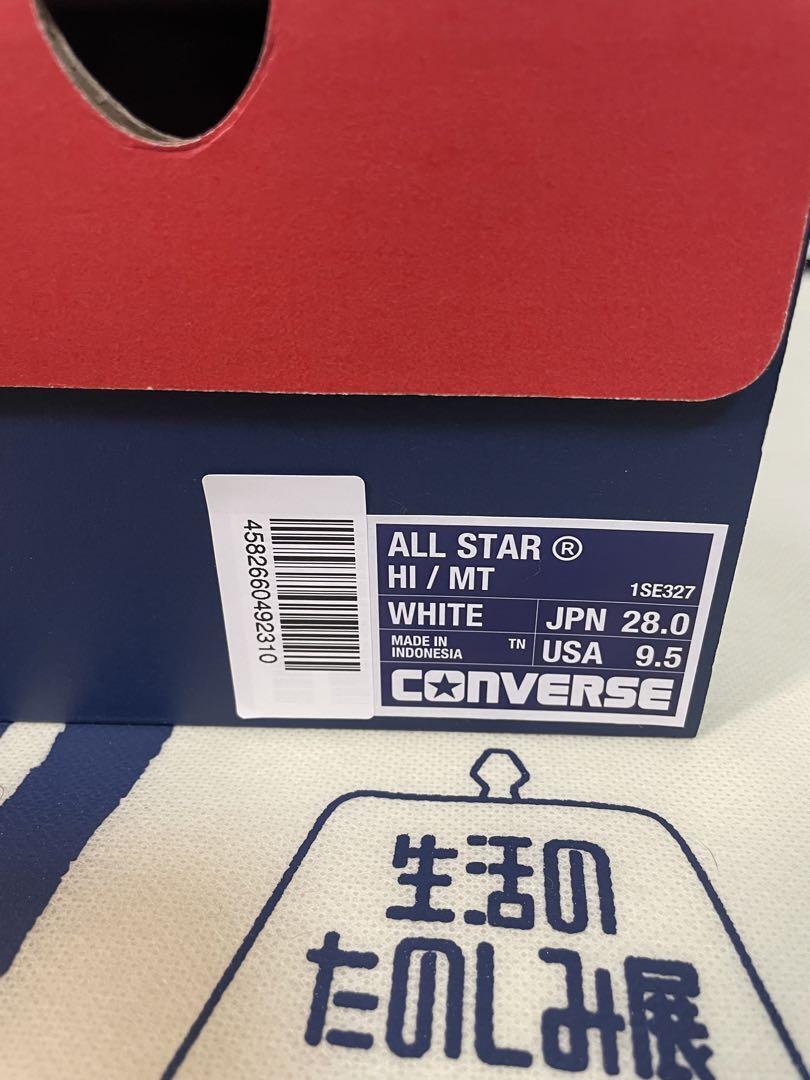 4582660492310
ALL STAR ®
HI / MT
1SE327
WHITE
JPN 28.0
MADE IN
INDONESIA
TN
USA 9.5
CONVERSE
生活の
たのしみ展